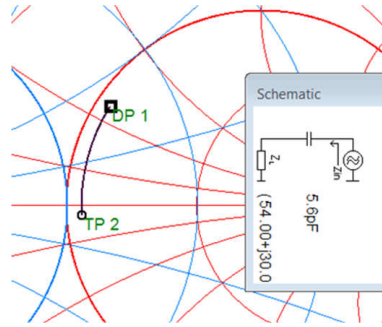 DP 1
TP 2
Schematic
ZL
Zin
5.6pF
(54.00+j30.0